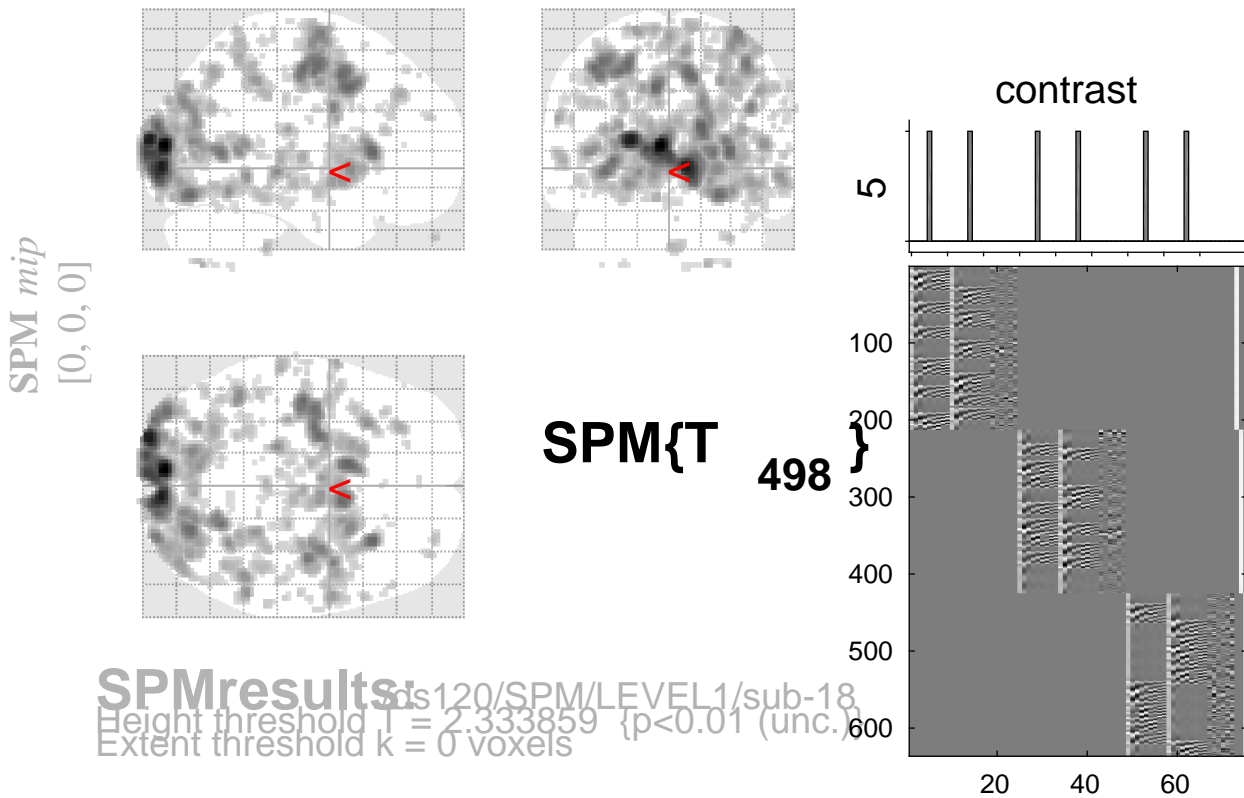 contrast
5
SPM mip
[0, 0, 0]
<
<
<
SPM{T498}
100
200
300
400
500
600
20
40
60
SPMresults: /ds120/SPM/LEVEL1/sub-18
Height threshold T = 2.333859 {p<0.01 (unc.)}
Extent threshold k = 0 voxels